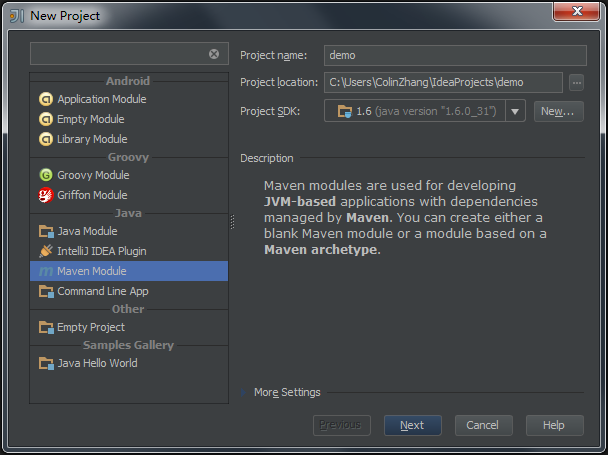 New Project
Android
Application Module
Empty Module
Library Module
Groovy
Groovy Module
Griffon Module
Java
Java Module
IntelliJ IDEA Plugin
Maven Module
Command Line App
Other
Empty Project
Samples Gallery
Java Hello World
Project name: demo
Project location: C:\Users\ColinZhang\IdeaProjects\demo ...
Project SDK: 1.6 (java version "1.6.0_31") New...
Description
Maven modules are used for developing
JVM-based applications with dependencies
managed by Maven. You can create either a
blank Maven module or a module based on a
Maven archetype.
More Settings
Previous Next Cancel Help